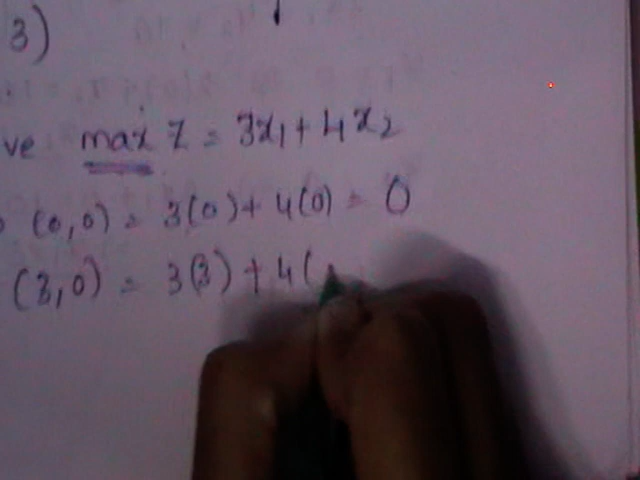 3)
ve max Z = 3x₁ + 4x₂
(0,0) = 3(0) + 4(0) = 0
(3,0) = 3(3) + 4(